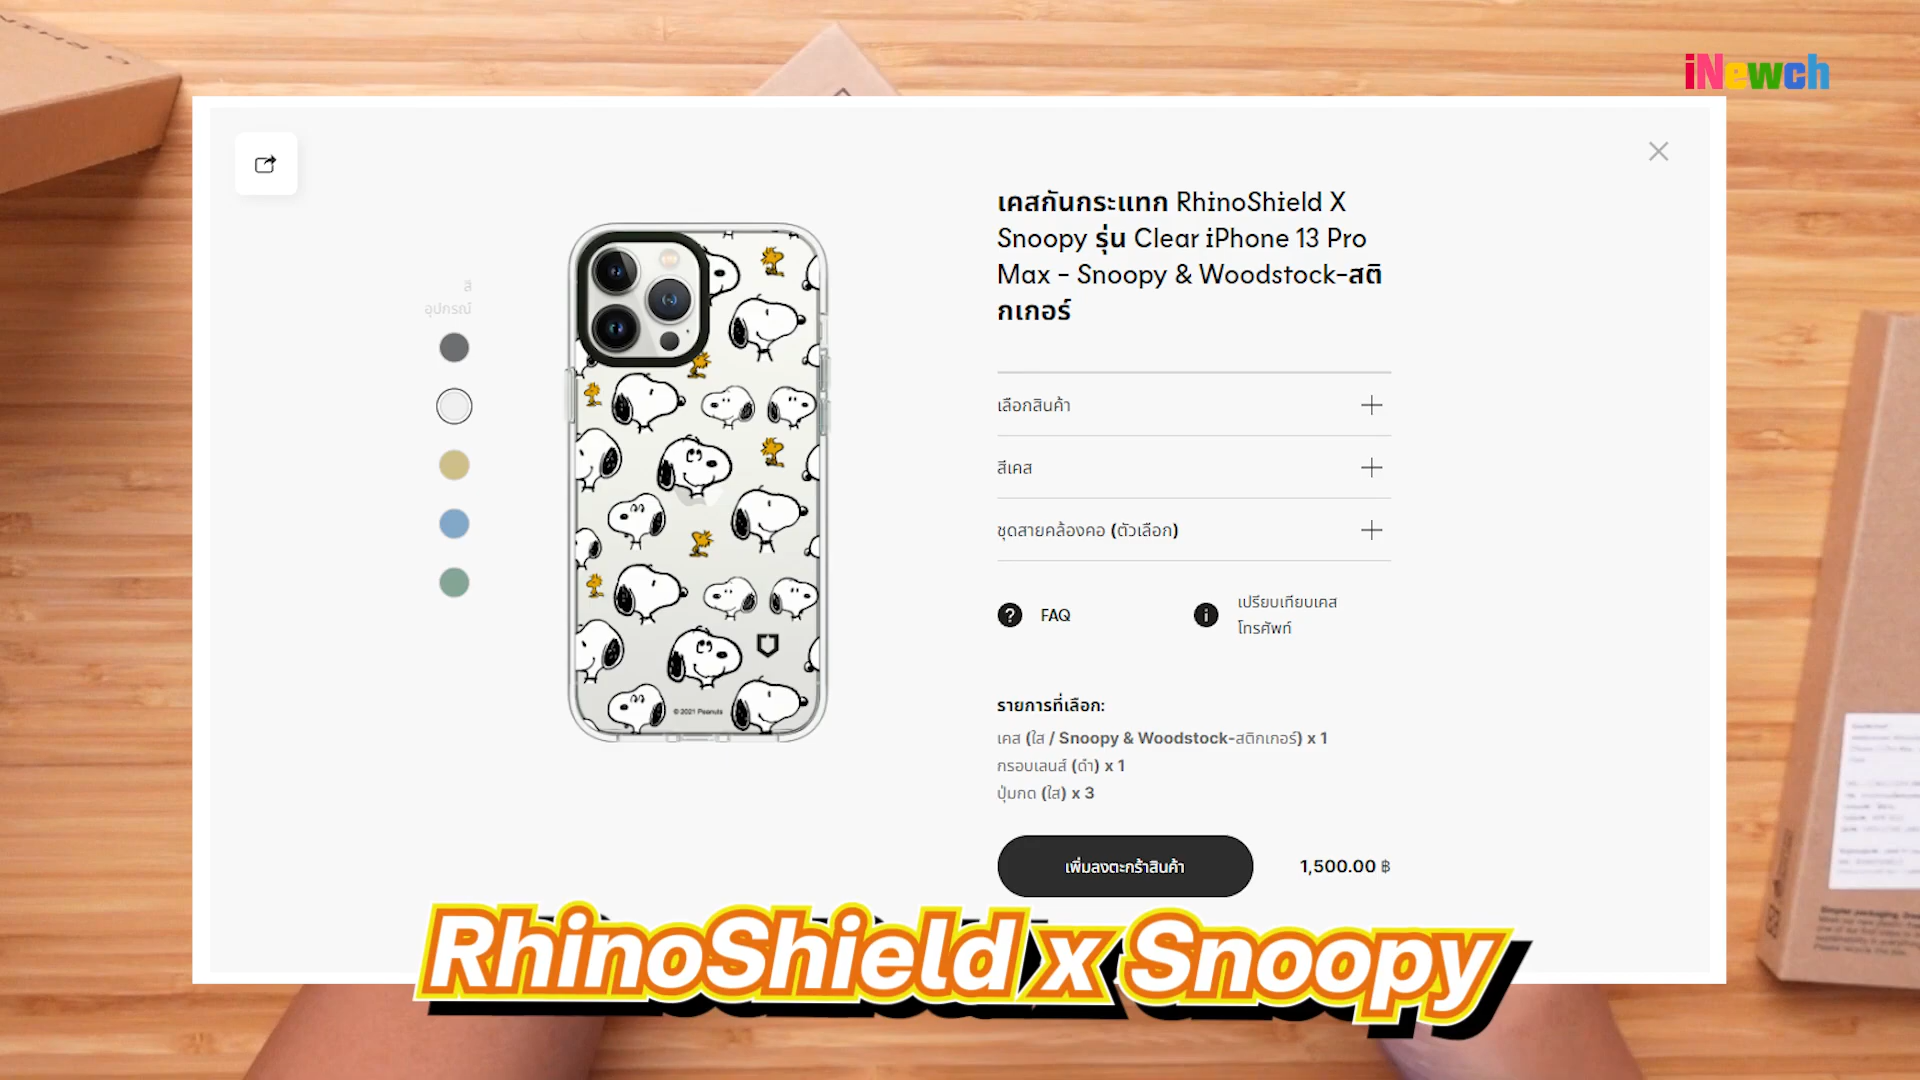 iNewch
เคสกันกระแทก RhinoShield X
Snoopy รุ่น Clear iPhone 13 Pro
Max - Snoopy & Woodstock-สติ
กเกอร์
สี
อุปกรณ์
เลือกสินค้า
สีเคส
ชุดสายคล้องคอ (ตัวเลือก)
FAQ
เปรียบเทียบเคส
โทรศัพท์
© 2021 Peanuts
รายการที่เลือก:
เคส (ใส / Snoopy & Woodstock-สติกเกอร์) x 1
กรอบเลนส์ (ดำ) x 1
ปุ่มกด (ใส) x 3
เพิ่มลงตะกร้าสินค้า
1,500.00 ฿
RhinoShield x Snoopy